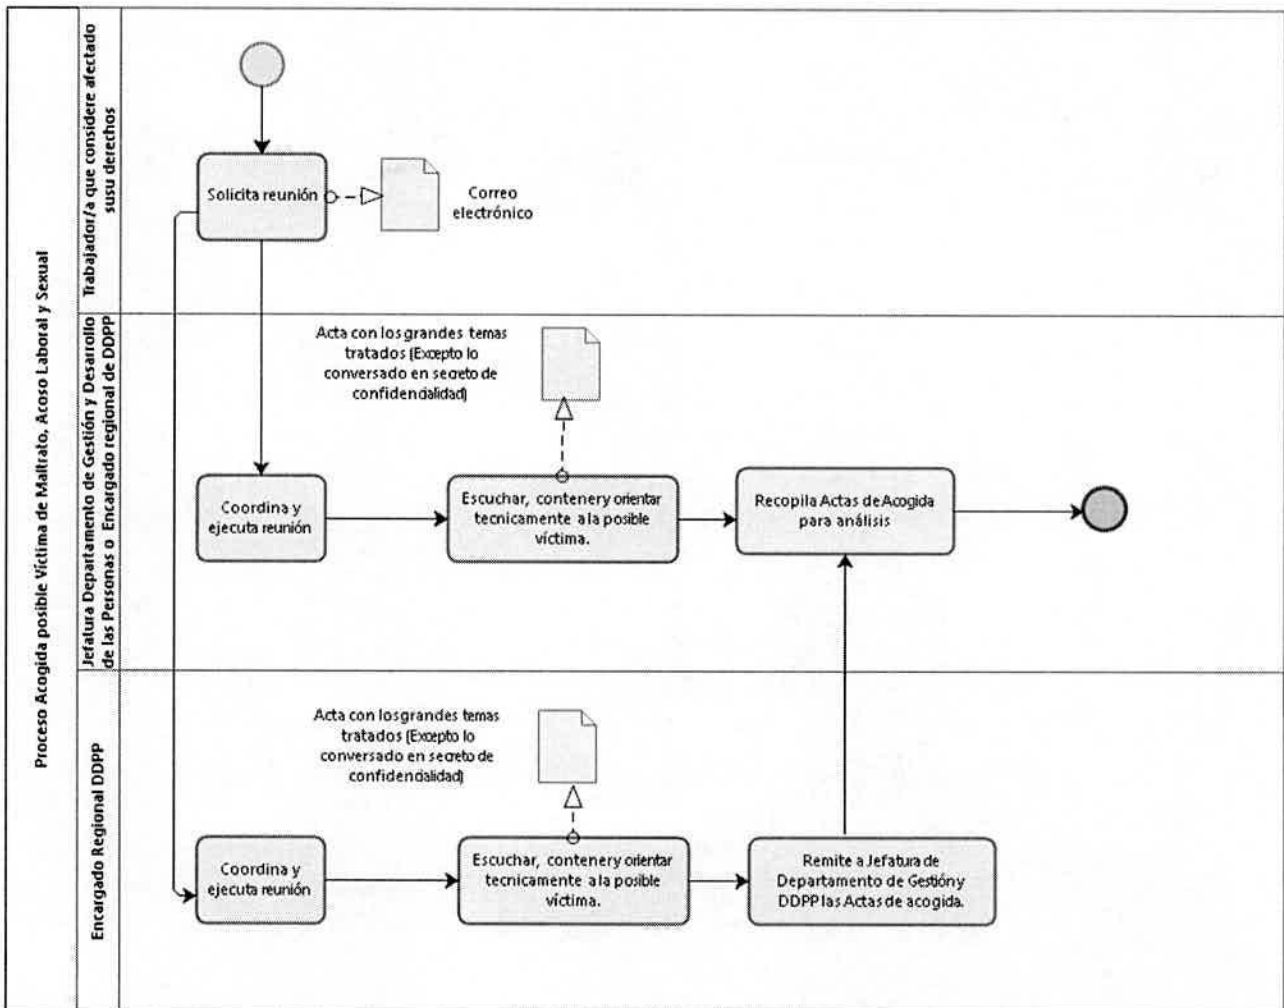 Proceso Acogida posible Víctima de Maltrato, Acoso Laboral y Sexual
Trabajador/a que considere afectado
susu derechos
Solicita reunión
Correo
electrónico
Jefatura Departamento de Gestión y Desarrollo
de las Personas o Encargado regional de DDPP
Acta con los grandes temas
tratados (Excepto lo
conversado en secreto de
confidencialidad)
Coordina y
ejecuta reunión
Escuchar, contener y orientar
tecnicamente a la posible
víctima.
Recopila Actas de Acogida
para análisis
Encargado Regional DDPP
Acta con los grandes temas
tratados (Excepto lo
conversado en secreto de
confidencialidad)
Coordina y
ejecuta reunión
Escuchar, contener y orientar
tecnicamente a la posible
víctima.
Remite a Jefatura de
Departamento de Gestión y
DDPP las Actas de acogida.